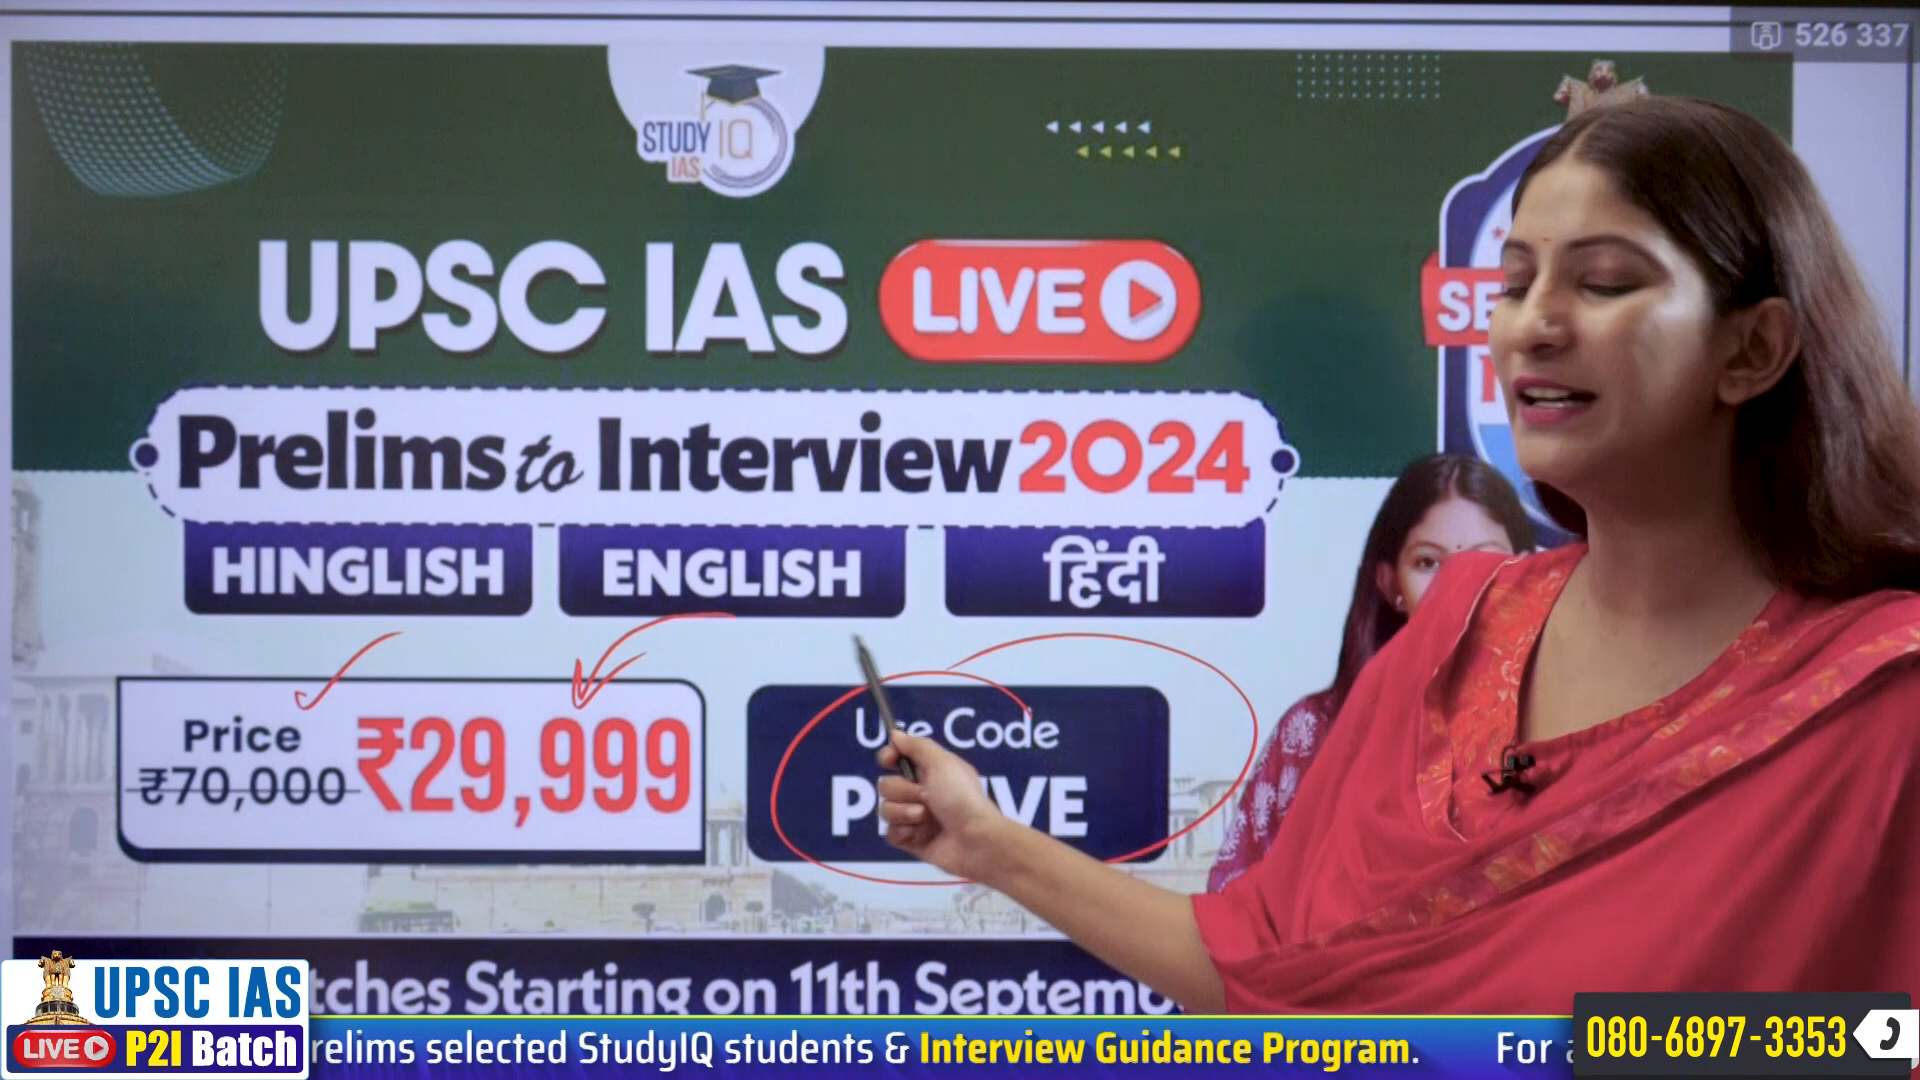 526 337
STUDY IQ
IAS
UPSC IAS LIVE
Prelims to Interview 2024
HINGLISH ENGLISH हिंदी
Price
₹70,000 ₹29,999
Use Code
tches Starting on 11th
UPSC IAS
LIVE P2I Batch
relims selected StudyIQ students & Interview Guidance Program. For
080-6897-3353